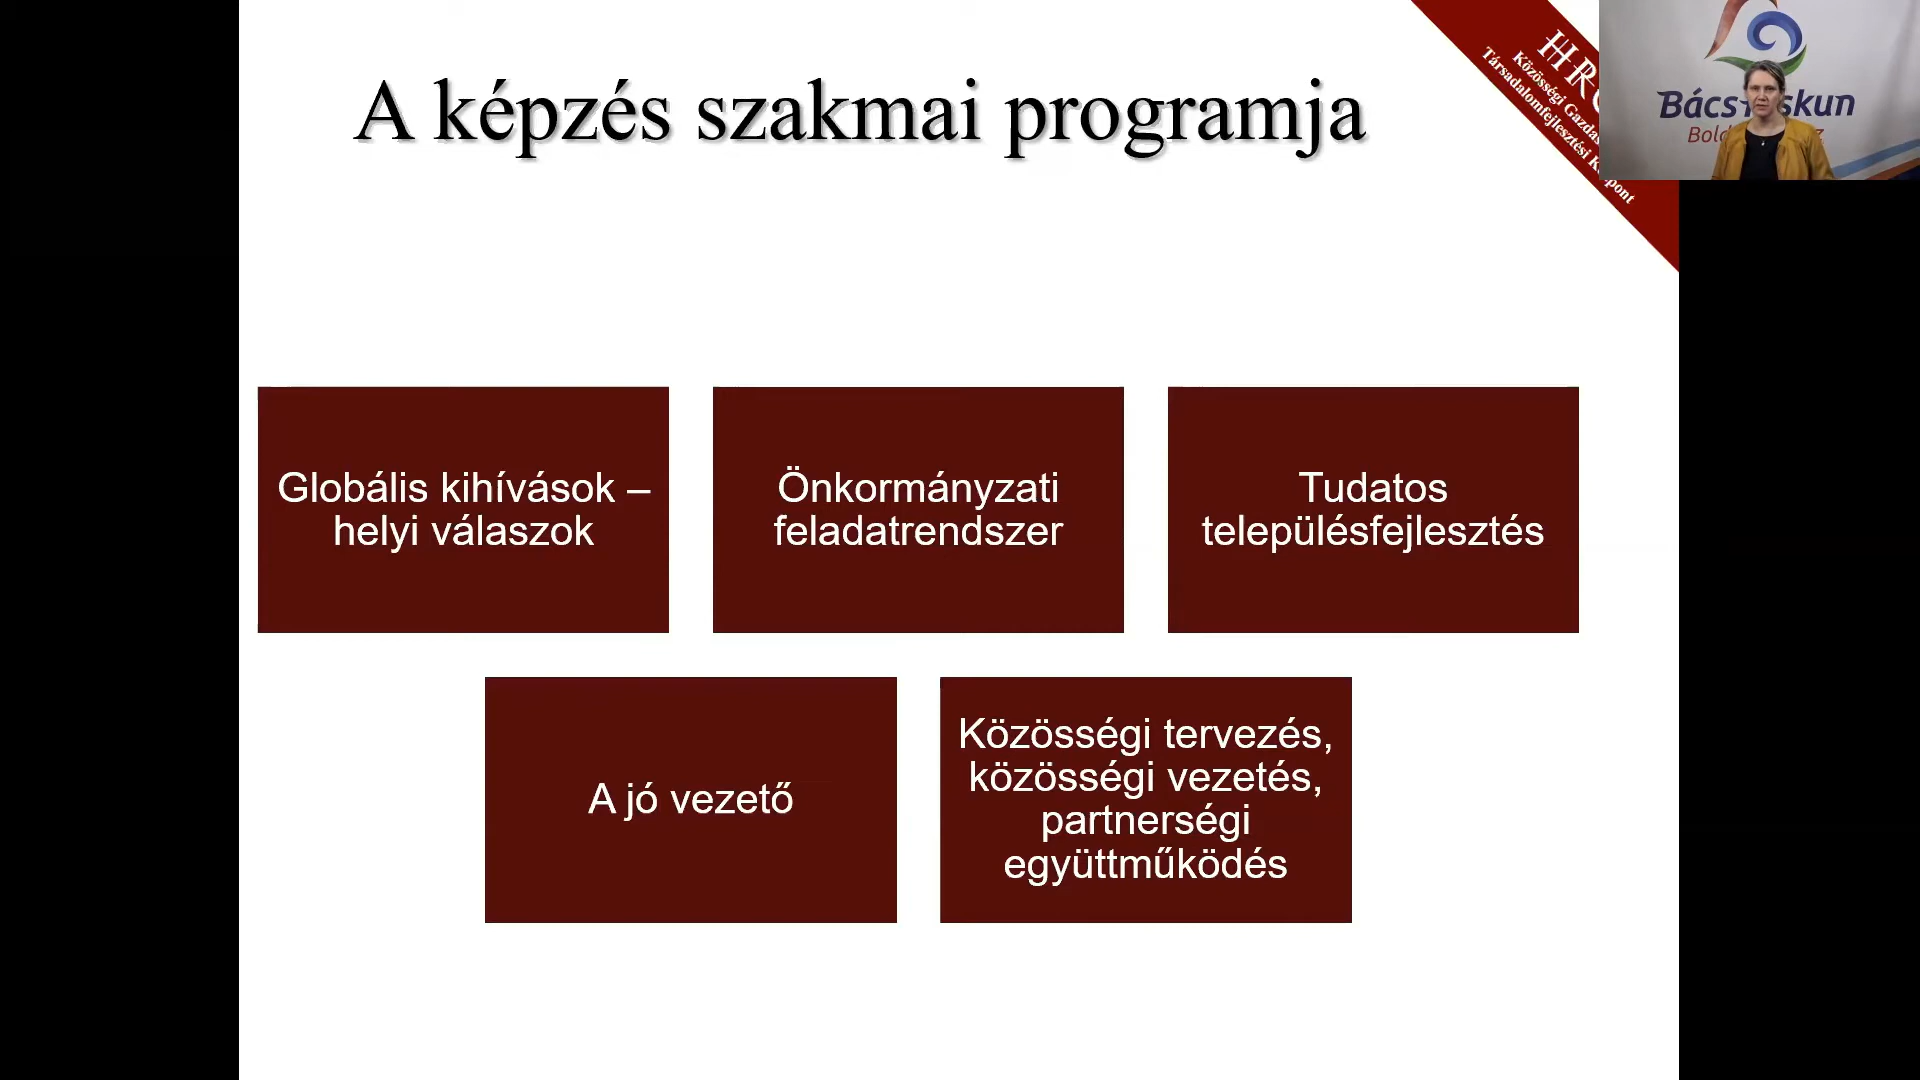 A képzés szakmai programja
Közösségi
Társadalomfejlesztési
Globális kihívások –
helyi válaszok
Önkormányzati
feladatrendszer
Tudatos
településfejlesztés
A jó vezető
Közösségi tervezés,
közösségi vezetés,
partnerségi
együttműködés